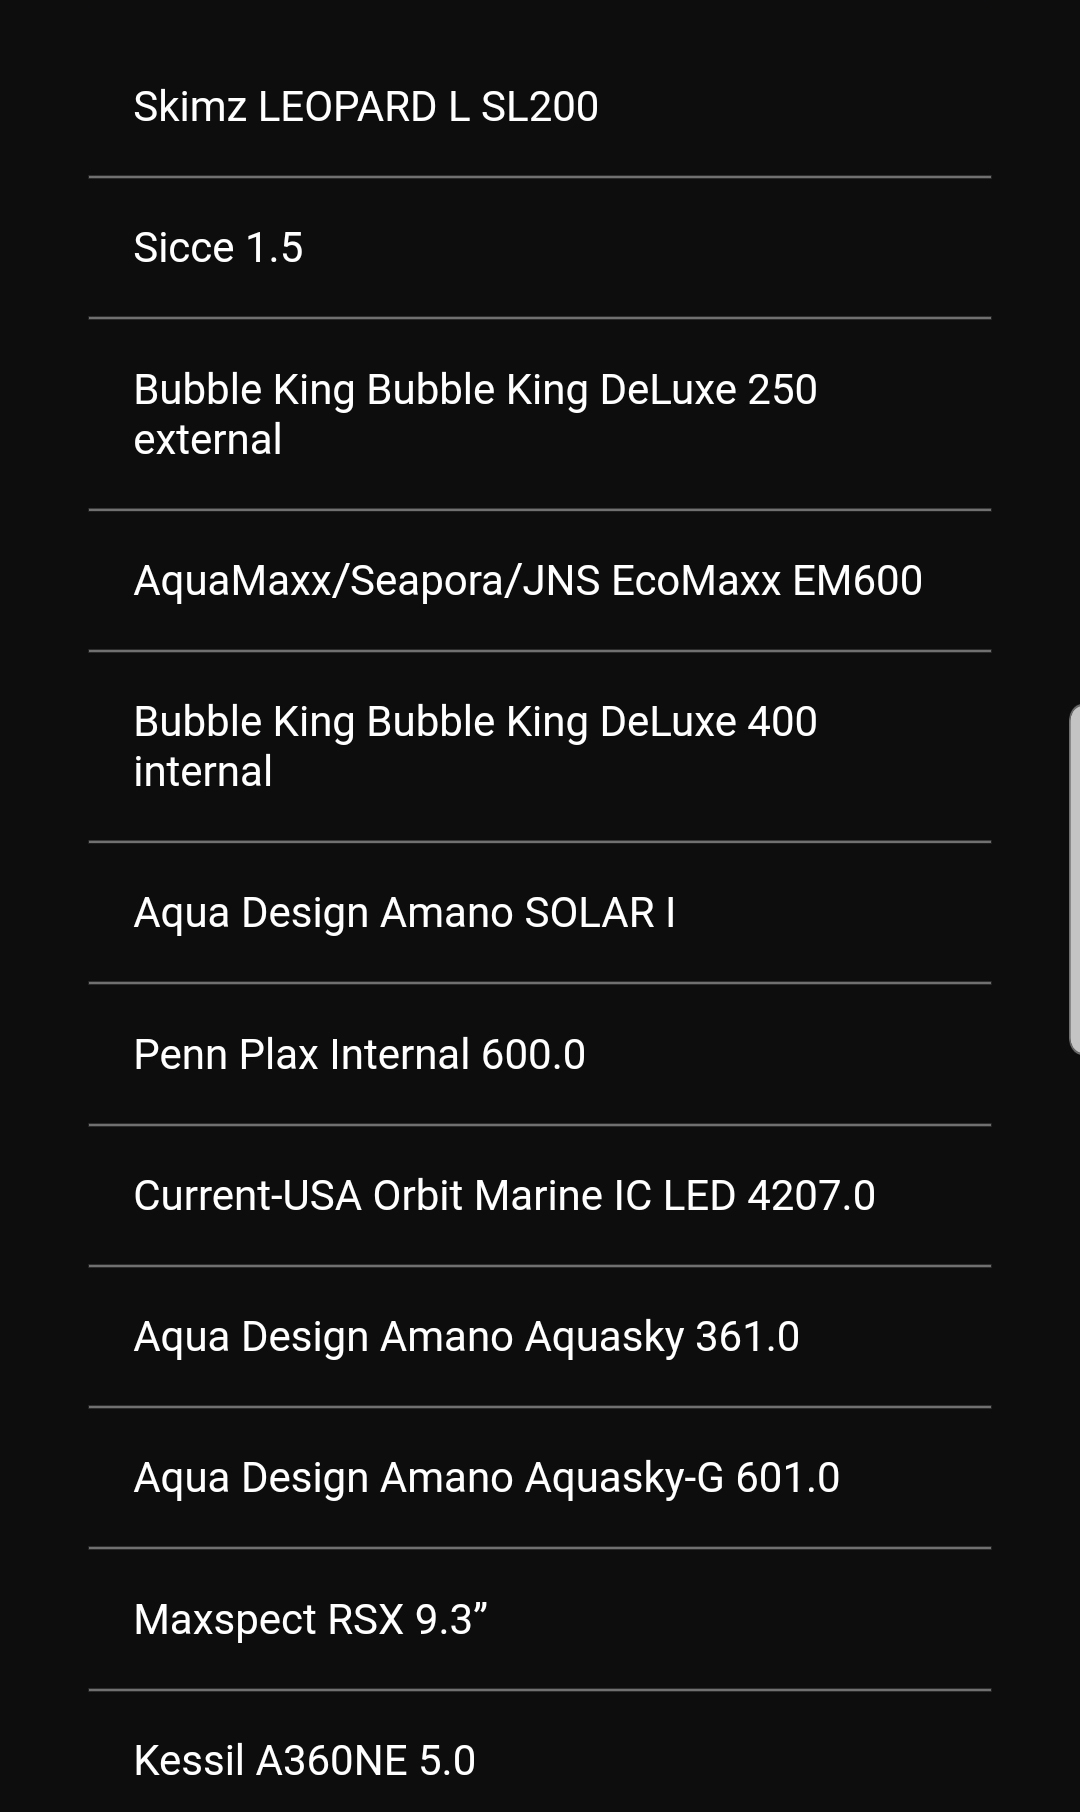 Skimz LEOPARD L SL200
Sicce 1.5
Bubble King Bubble King DeLuxe 250
external
AquaMaxx/Seapora/JNS EcoMaxx EM600
Bubble King Bubble King DeLuxe 400
internal
Aqua Design Amano SOLAR I
Penn Plax Internal 600.0
Current-USA Orbit Marine IC LED 4207.0
Aqua Design Amano Aquasky 361.0
Aqua Design Amano Aquasky-G 601.0
Maxspect RSX 9.3”
Kessil A360NE 5.0